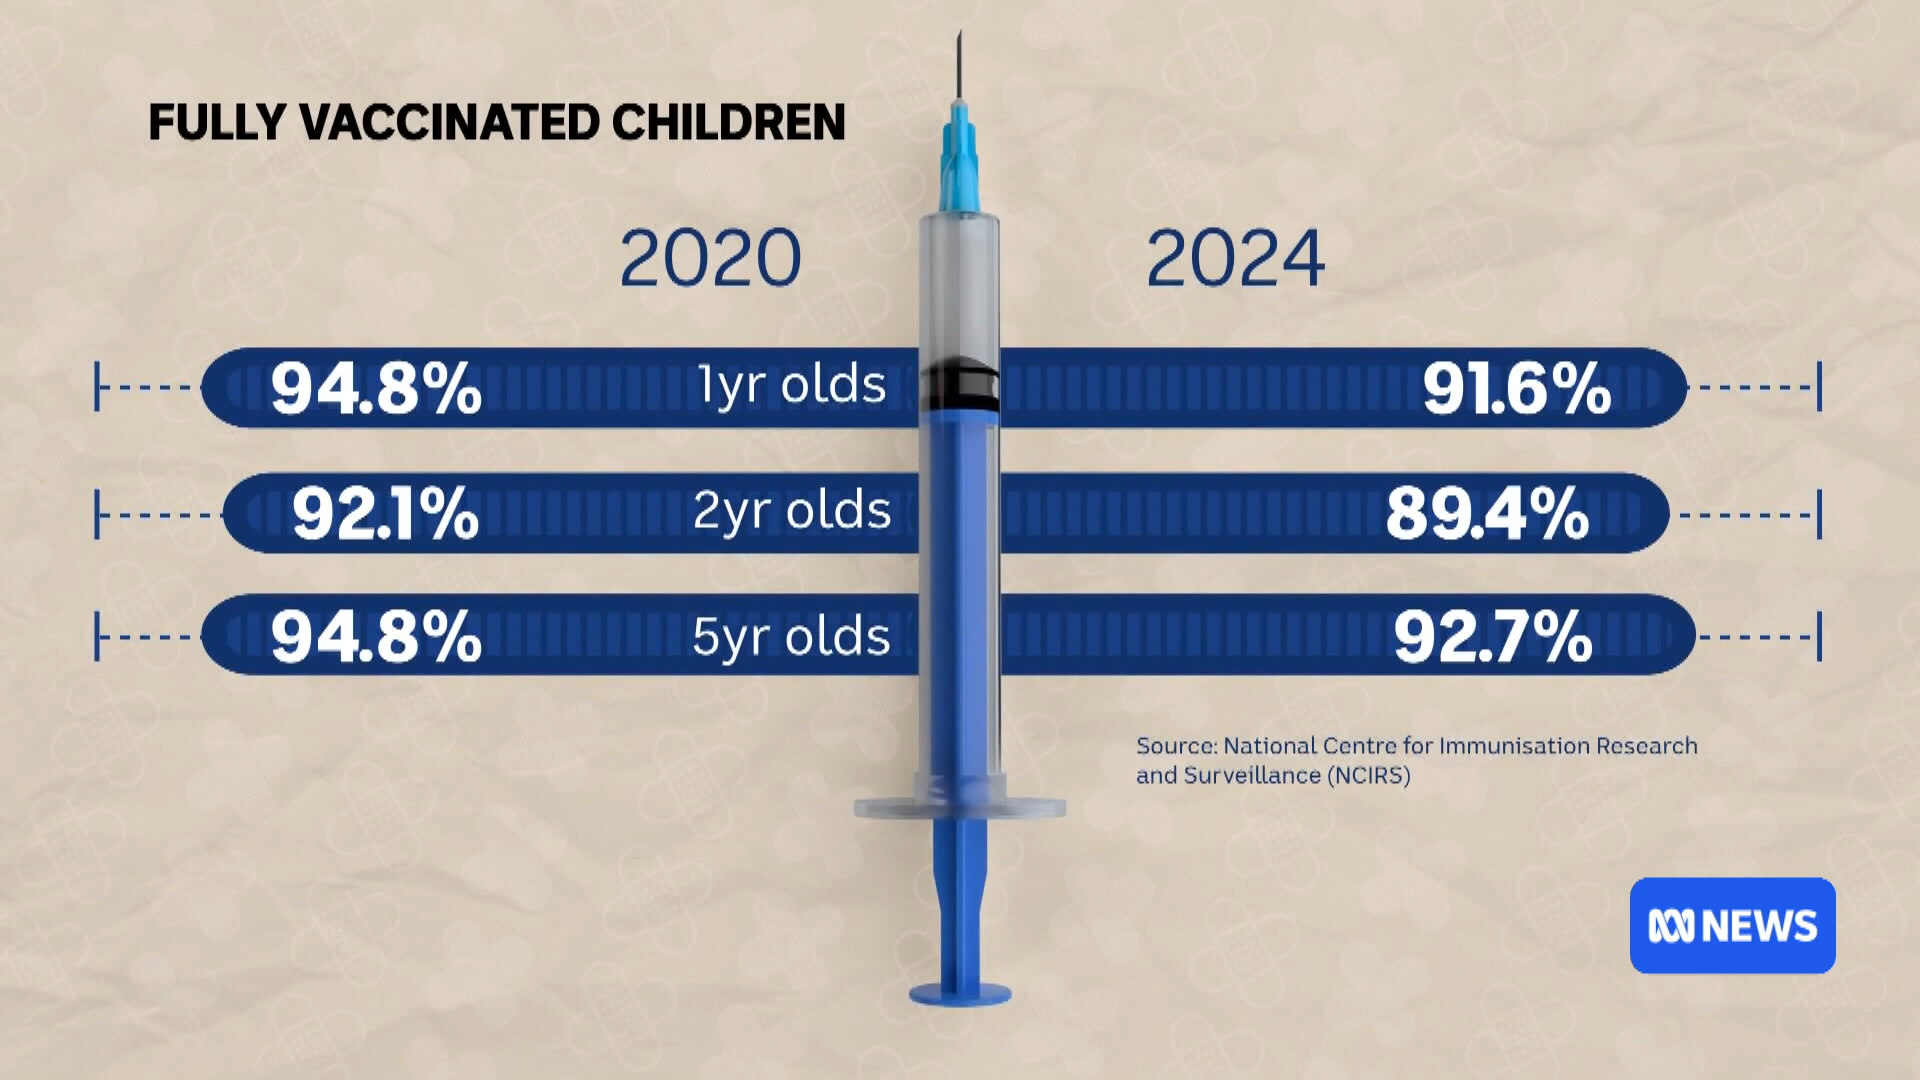 FULLY VACCINATED CHILDREN
2020
2024
94.8% 1yr olds 91.6%
92.1% 2yr olds 89.4%
94.8% 5yr olds 92.7%
Source: National Centre for Immunisation Research
and Surveillance (NCIRS)
NEWS